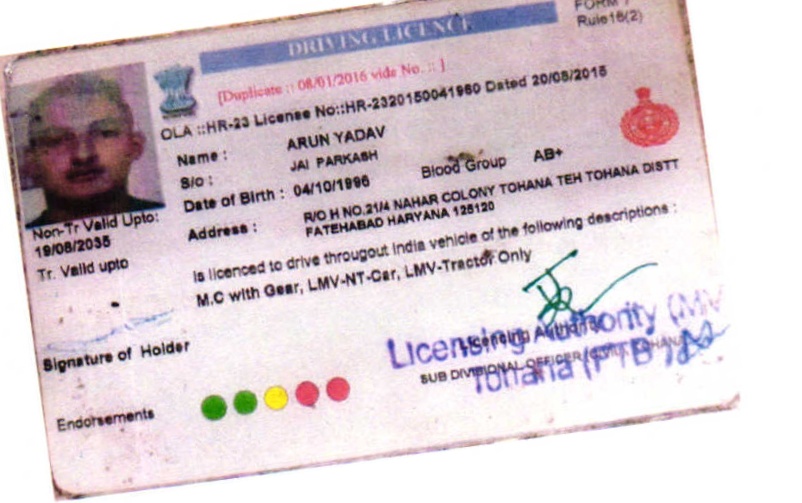 FORM 7
Rule16(2)
DRIVING LICENCE
[Duplicate :: 08/01/2016 vide No. :: ]
OLA ::HR-23 License No::HR-2320150041960 Dated 20/08/2015
Name : ARUN YADAV
S/o : JAI PARKASH
Date of Birth : 04/10/1996 Blood Group AB+
Address : R/O H NO.21/4 NAHAR COLONY TOHANA TEH TOHANA DISTT
FATEHABAD HARYANA 125120
Non-Tr Valid Upto:
19/08/2035
Tr. Valid upto
is licenced to drive througout India vehicle of the following descriptions :
M.C with Gear, LMV-NT-Car, LMV-Tractor Only
Signature of Holder
Licensing Authority
Licensing Authority (MV
SUB DIVISIONAL OFFICER (CIVIL), TOHANA
Tohana (FTB)
Endorsements